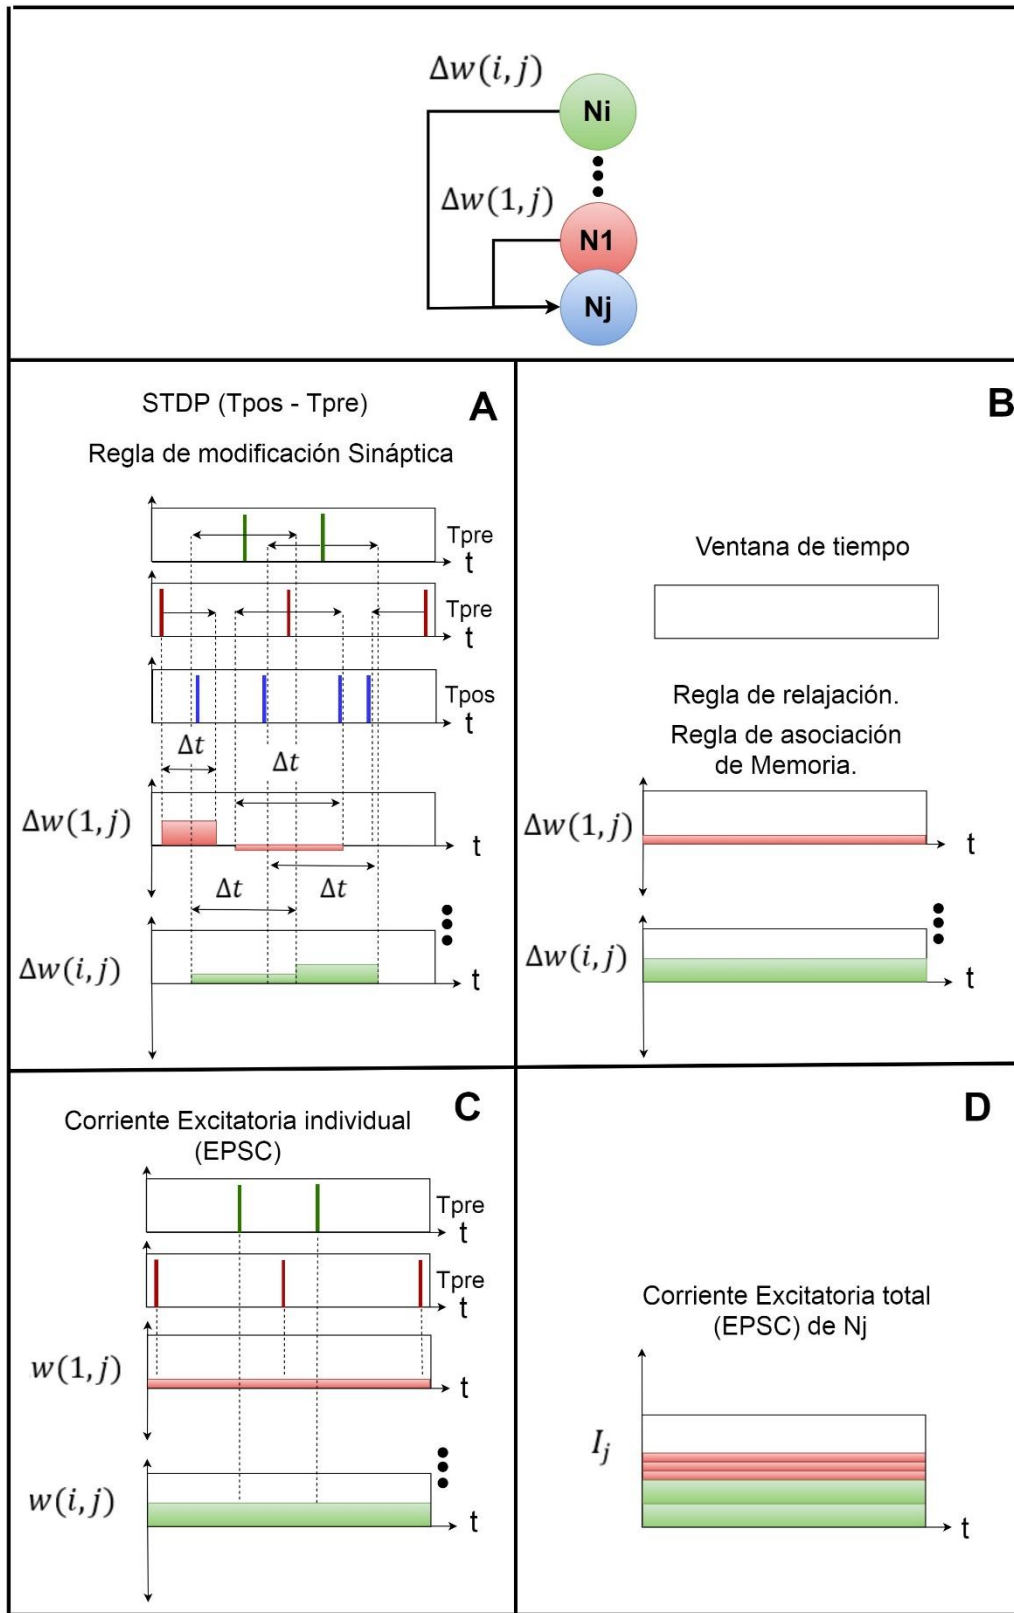 Δw(i, j)
Ni
Δw(1, j)
N1
Nj
STDP (Tpos - Tpre)
A
Regla de modificación Sináptica
Tpre
t
Tpre
t
Tpos
t
Δt
Δt
Δw(1, j)
t
Δt
Δt
Δw(i, j)
t
B
Ventana de tiempo
Regla de relajación.
Regla de asociación
de Memoria.
Δw(1, j)
t
Δw(i, j)
t
C
Corriente Excitatoria individual
(EPSC)
Tpre
t
Tpre
t
w(1, j)
t
w(i, j)
t
D
Corriente Excitatoria total
(EPSC) de Nj
I_j
t